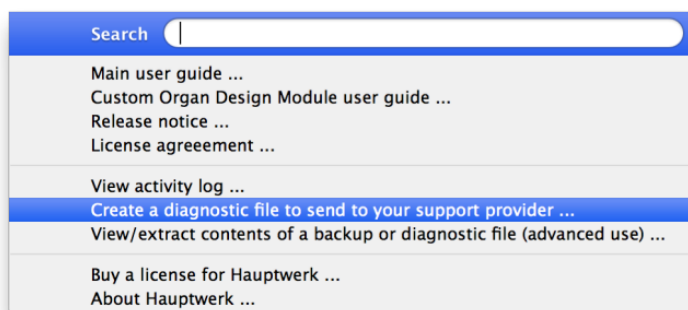 Search
Main user guide ...
Custom Organ Design Module user guide ...
Release notice ...
License agreeement ...
View activity log ...
Create a diagnostic file to send to your support provider ...
View/extract contents of a backup or diagnostic file (advanced use) ...
Buy a license for Hauptwerk ...
About Hauptwerk ...